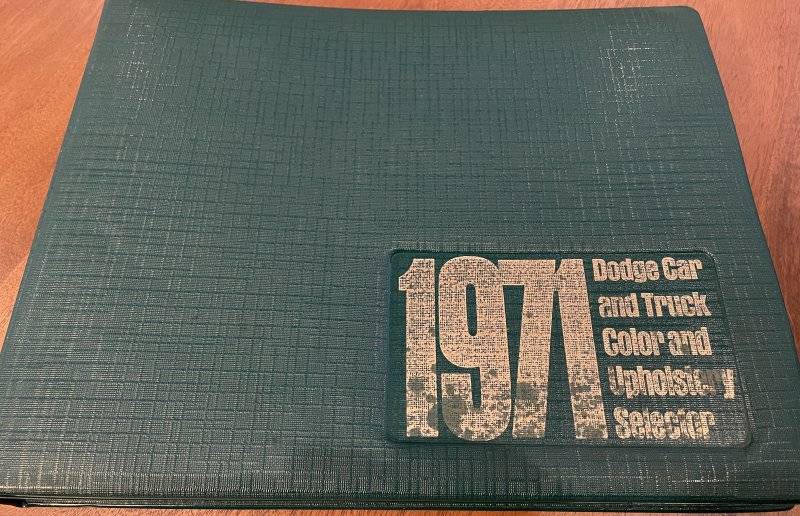 1971
Dodge Car
and Truck
Color and
Upholstery
Selector